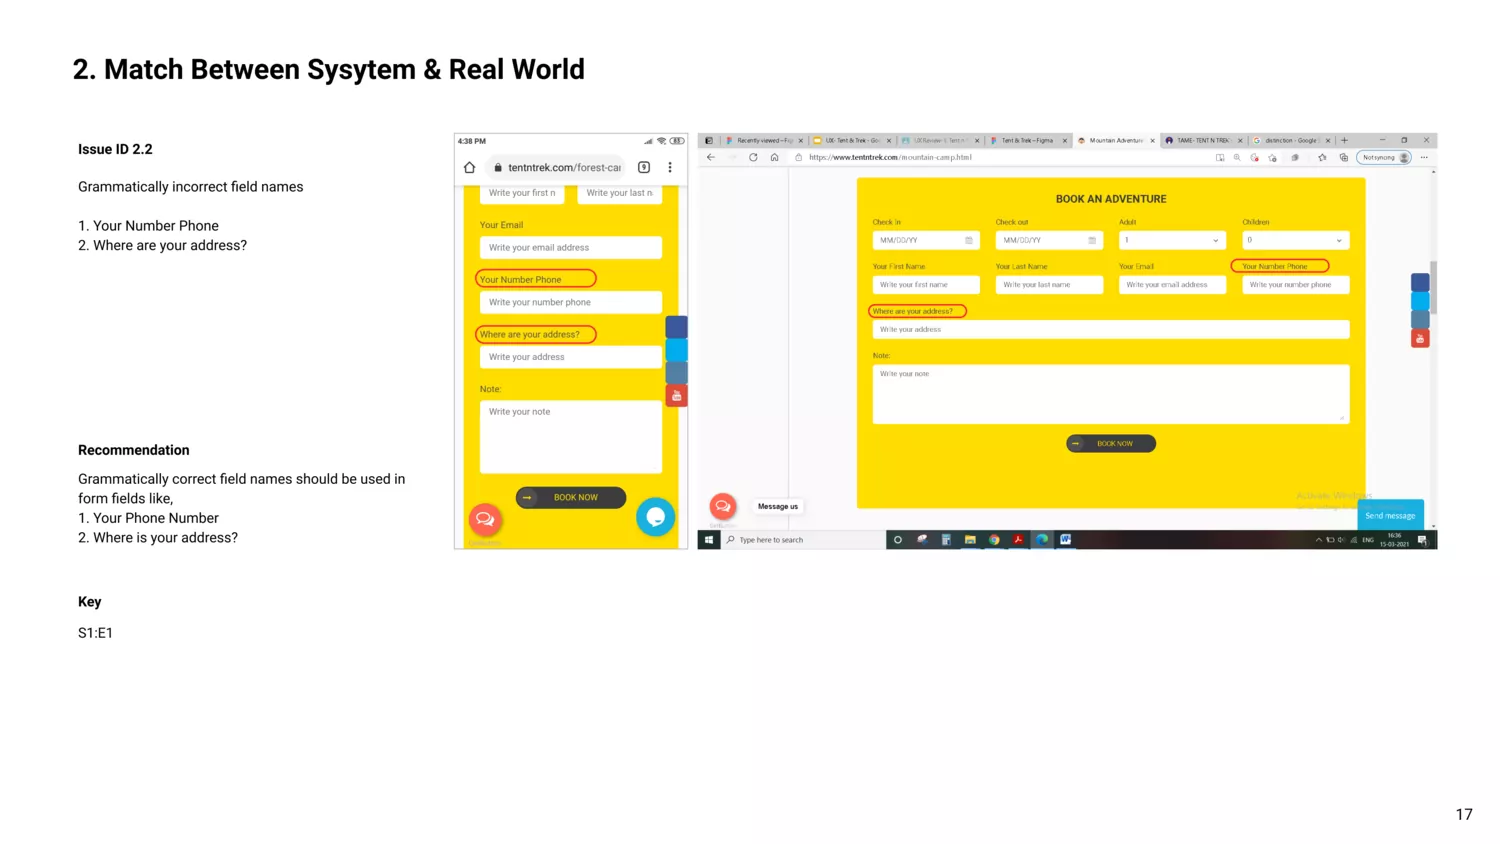 2. Match Between Sysytem & Real World
Issue ID 2.2
Grammatically incorrect field names
1. Your Number Phone
2. Where are your address?
Recommendation
Grammatically correct field names should be used in
form fields like,
1. Your Phone Number
2. Where is your address?
Key
S1:E1
4:38 PM
tentntrek.com/forest-ca
Write your first n
Write your last n
Your Email
Write your email address
Your Number Phone
Write your number phone
Where are your address?
Write your address
Note:
Write your note
BOOK NOW
Recently viewed – Fig
UX- Tent & Trek - Goo
UX Review & Tent n
Tent & Trek – Figma
Mountain Adventure
TAME- TENT N TREK
distinction - Google S
https://www.tentntrek.com/mountain-camp.html
Not syncing
BOOK AN ADVENTURE
Check In
Check out
Adult
Children
MM/DD/YY
MM/DD/YY
1
0
Your First Name
Your Last Name
Your Email
Your Number Phone
Write your first name
Write your last name
Write your email address
Write your number phone
Where are your address?
Write your address
Note:
Write your note
BOOK NOW
Message us
Activate Windows
Send message
Type here to search
ENG
16:36
15-03-2021
17